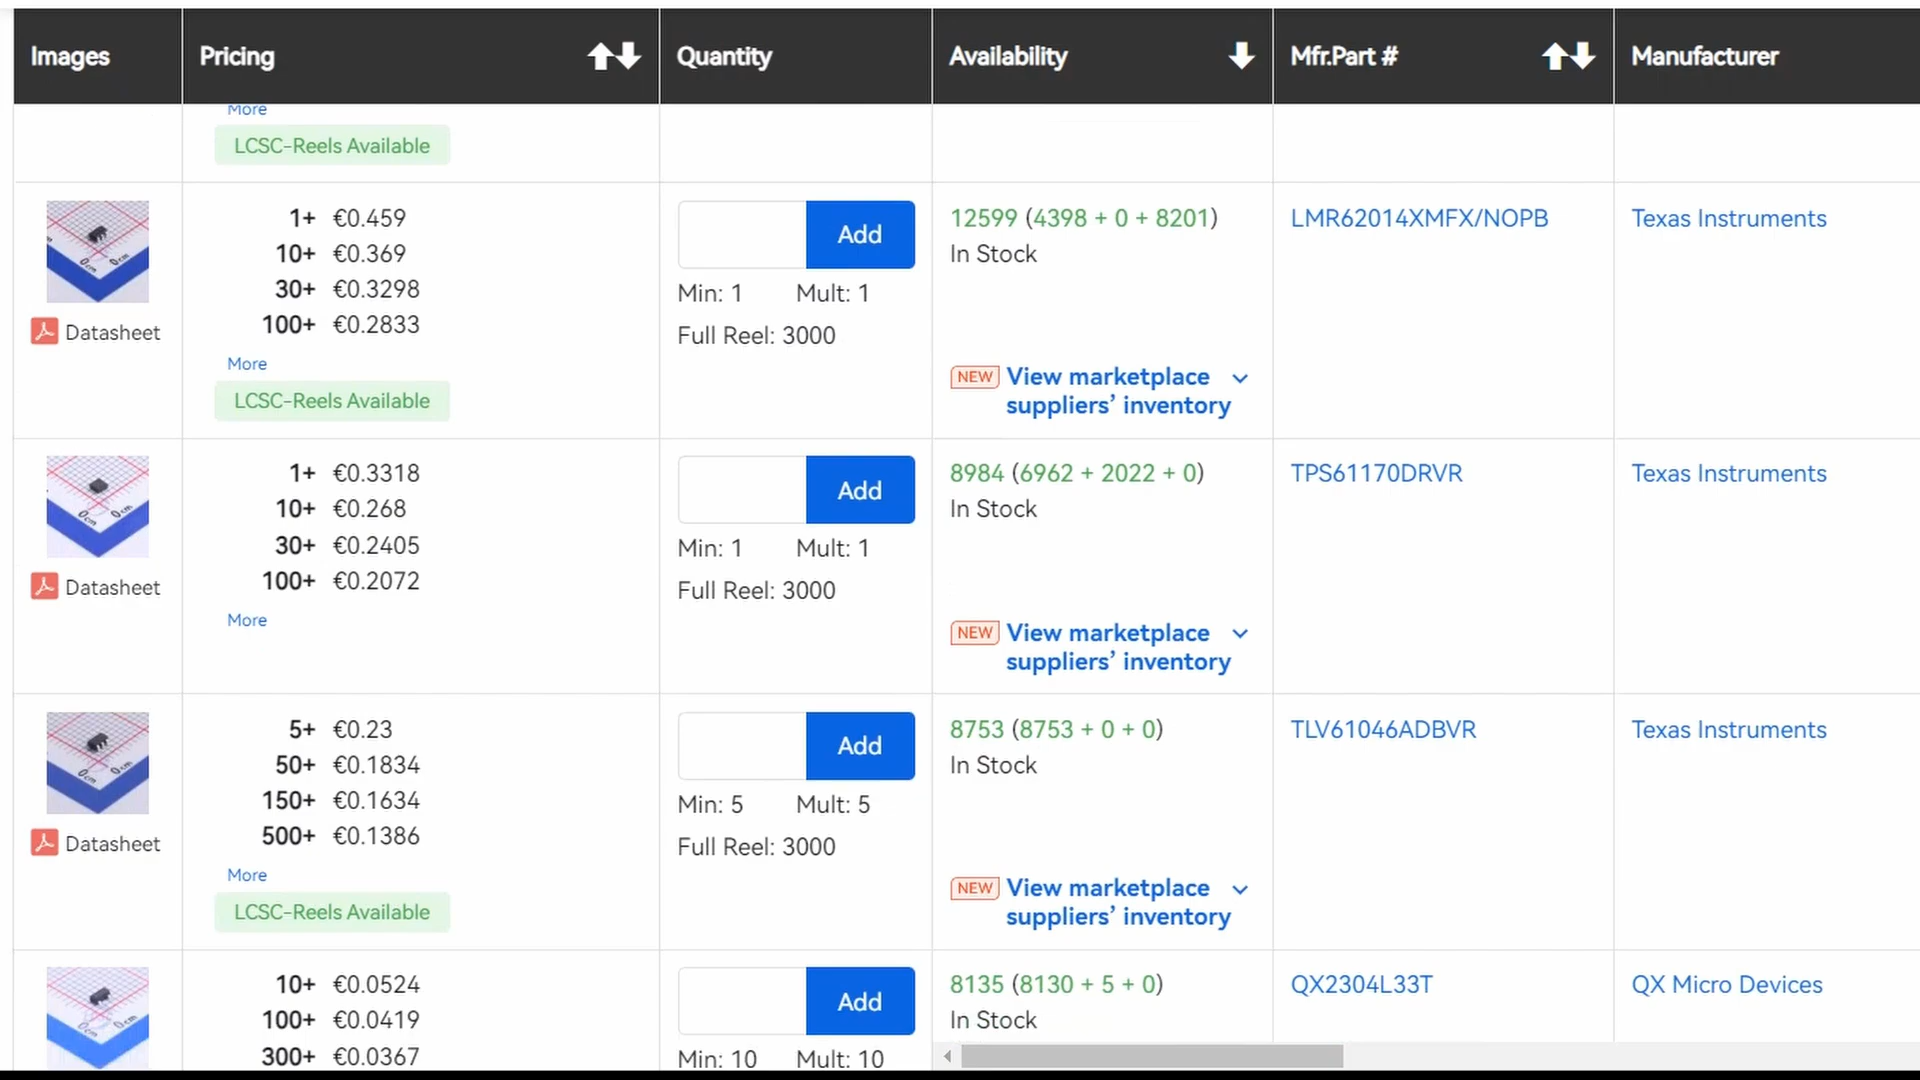 Images Pricing Quantity Availability Mfr.Part # Manufacturer
More
LCSC-Reels Available
1+ €0.459
10+ €0.369
30+ €0.3298
100+ €0.2833
More
LCSC-Reels Available
Datasheet
Add
Min: 1 Mult: 1
Full Reel: 3000
12599 (4398 + 0 + 8201)
In Stock
NEW View marketplace
suppliers’ inventory
LMR62014XMFX/NOPB
Texas Instruments
Datasheet
1+ €0.3318
10+ €0.268
30+ €0.2405
100+ €0.2072
More
Add
Min: 1 Mult: 1
Full Reel: 3000
8984 (6962 + 2022 + 0)
In Stock
NEW View marketplace
suppliers’ inventory
TPS61170DRVR
Texas Instruments
Datasheet
5+ €0.23
50+ €0.1834
150+ €0.1634
500+ €0.1386
More
LCSC-Reels Available
Add
Min: 5 Mult: 5
Full Reel: 3000
8753 (8753 + 0 + 0)
In Stock
NEW View marketplace
suppliers’ inventory
TLV61046ADBVR
Texas Instruments
10+ €0.0524
100+ €0.0419
300+ €0.0367
Add
Min: 10 Mult: 10
8135 (8130 + 5 + 0)
In Stock
QX2304L33T
QX Micro Devices